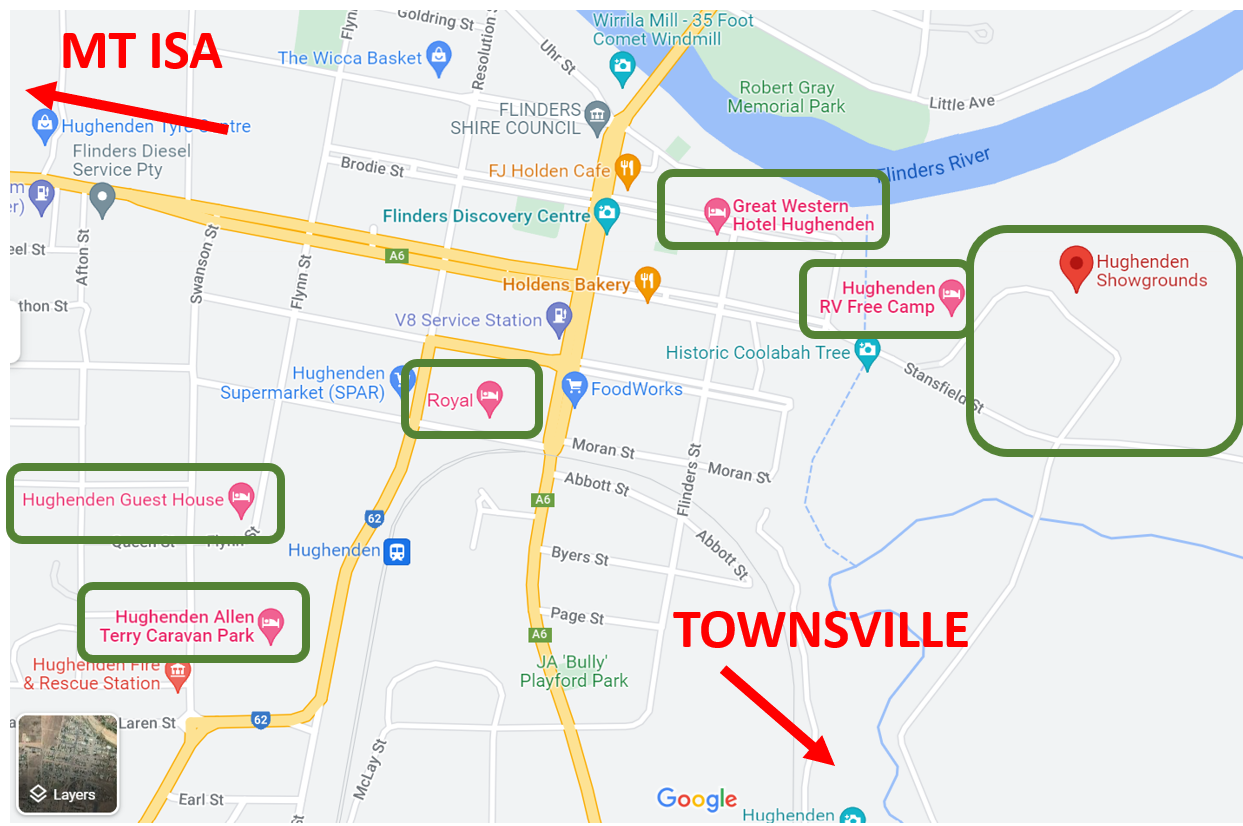 Goldring St
Flynn
Resolution S
Wirrila Mill - 35 Foot
Comet Windmill
MT ISA
The Wicca Basket
Uhr St
Robert Gray
Memorial Park
Little Ave
FLINDERS
SHIRE COUNCIL
Hughenden Tyre Centre
Flinders Diesel
Service Pty
Brodie St
FJ Holden Cafe
Flinders River
Flinders Discovery Centre
Great Western
Hotel Hughenden
Afton St
Swanson St
Flynn St
A6
Hughenden
Showgrounds
Holdens Bakery
Hughenden
RV Free Camp
thon St
V8 Service Station
Historic Coolabah Tree
Stansfield St
Hughenden
Supermarket (SPAR)
Royal
FoodWorks
Moran St
Moran St
Abbott St
Flinders St
Hughenden Guest House
A6
62
Queen St
Flynn St
Hughenden
Byers St
Abbott St
Hughenden Allen
Terry Caravan Park
Page St
TOWNSVILLE
A6
JA 'Bully'
Playford Park
Hughenden Fire
& Rescue Station
Laren St
62
McLay St
Layers
Earl St
St
Google
Hughenden